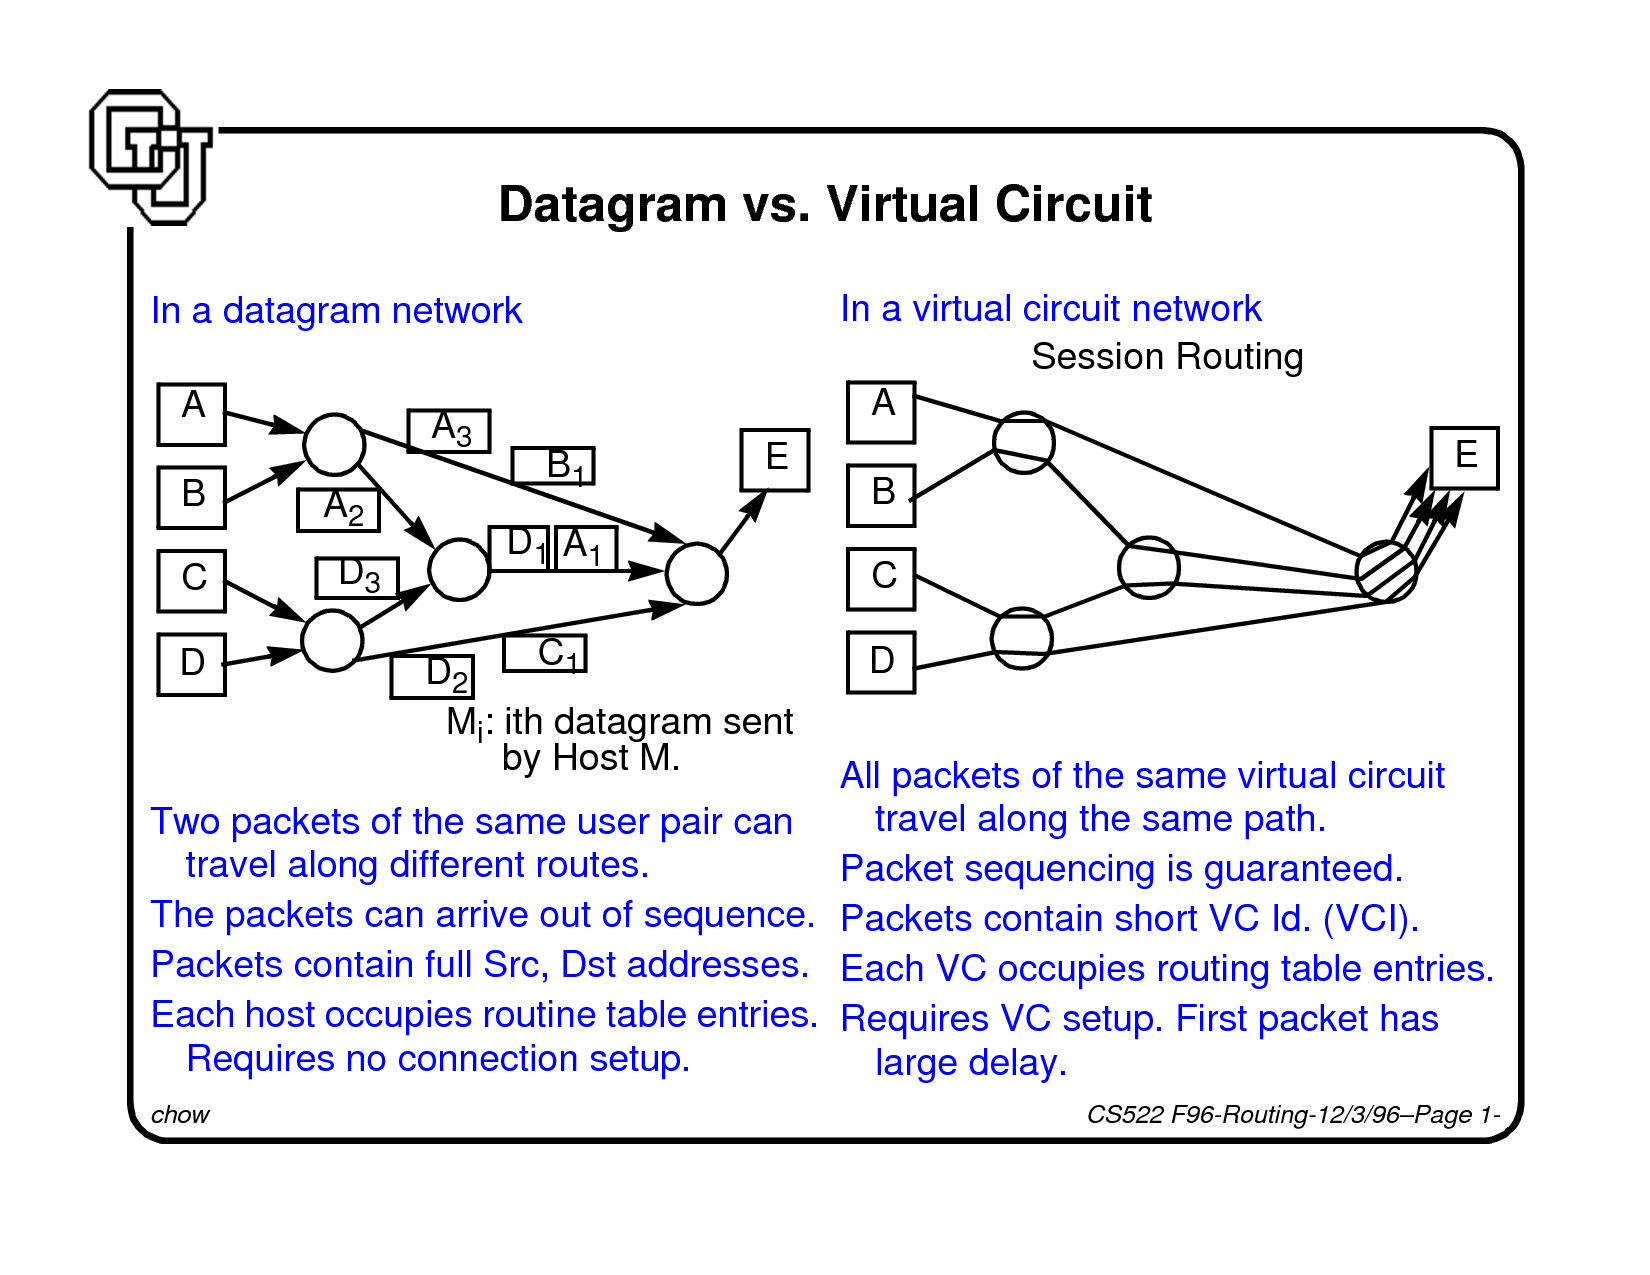 CU
Datagram vs. Virtual Circuit
In a datagram network
A
B
C
D
E
A3
B1
A2
D1
A1
D3
C1
D2
Mi: ith datagram sent
by Host M.
Two packets of the same user pair can
travel along different routes.
The packets can arrive out of sequence.
Packets contain full Src, Dst addresses.
Each host occupies routine table entries.
Requires no connection setup.
In a virtual circuit network
Session Routing
A
B
C
D
E
All packets of the same virtual circuit
travel along the same path.
Packet sequencing is guaranteed.
Packets contain short VC Id. (VCI).
Each VC occupies routing table entries.
Requires VC setup. First packet has
large delay.
chow
CS522 F96-Routing-12/3/96–Page 1-